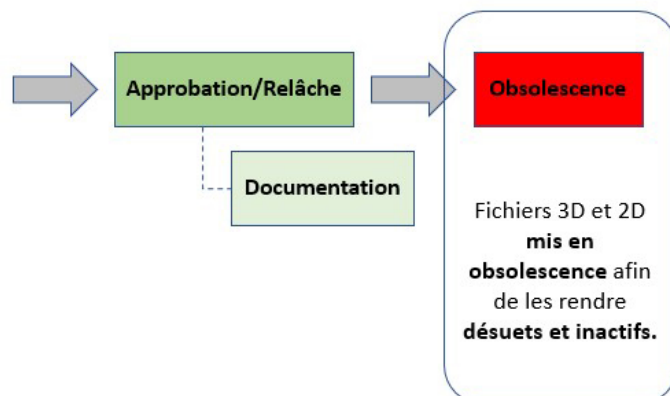 Approbation/Relâche
Obsolescence
Documentation
Fichiers 3D et 2D
mis en
obsolescence afin
de les rendre
désuets et inactifs.